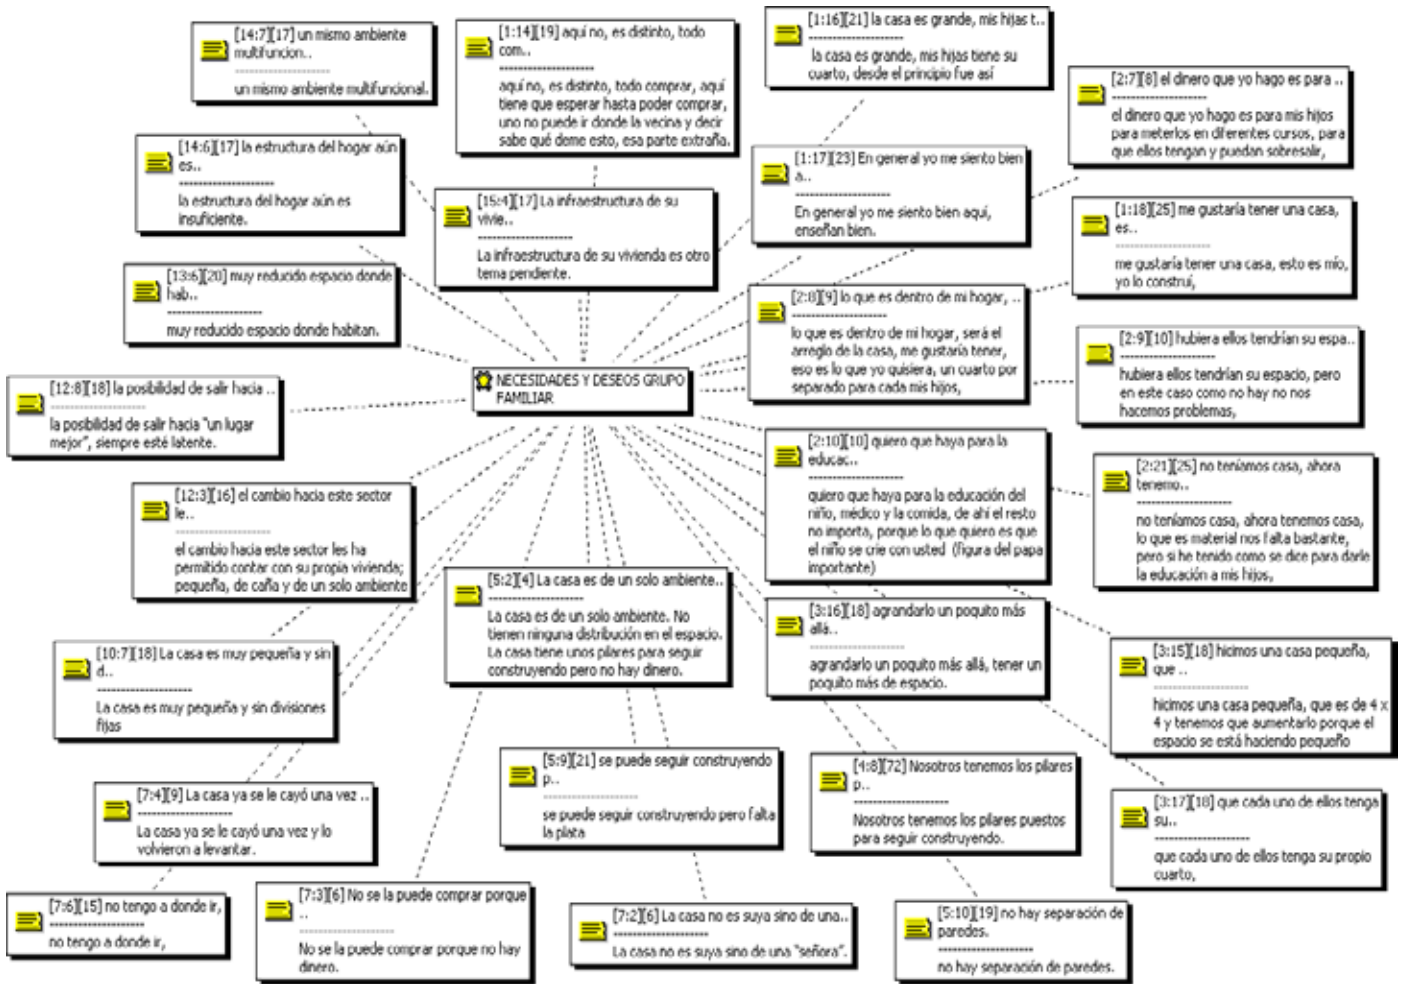 [14:7][17] un mismo ambiente
multifuncion..
--------------------
un mismo ambiente multifuncional.
[1:14][19] aquí no, es distinto, todo
com..
--------------------
aquí no, es distinto, todo comprar, aquí
tiene que esperar hasta poder comprar,
uno no puede ir donde la vecina y decir
sabe qué deme esto, esa parte extraña.
[1:16][21] la casa es grande, mis hijas t..
--------------------
la casa es grande, mis hijas tiene su
cuarto, desde el principio fue así
[2:7][8] el dinero que yo hago es para ..
--------------------
el dinero que yo hago es para mis hijos
para meterlos en diferentes cursos, para
que ellos tengan y puedan sobresalir,
[14:6][17] la estructura del hogar aún
es..
--------------------
la estructura del hogar aún es
insuficiente.
[15:4][17] La infraestructura de su
vivie..
--------------------
La infraestructura de su vivienda es otro
tema pendiente.
[1:17][23] En general yo me siento bien
a..
--------------------
En general yo me siento bien aquí,
enseñan bien.
[1:18][25] me gustaría tener una casa,
es..
--------------------
me gustaría tener una casa, esto es mío,
yo lo construí,
[13:6][20] muy reducido espacio donde
hab..
--------------------
muy reducido espacio donde habitan.
[2:8][9] lo que es dentro de mi hogar, ..
--------------------
lo que es dentro de mi hogar, será el
arreglo de la casa, me gustaría tener,
eso es lo que yo quisiera, un cuarto por
separado para cada mis hijos,
[2:9][10] hubiera ellos tendrían su espa..
--------------------
hubiera ellos tendrían su espacio, pero
en este caso como no hay no nos
hacemos problemas,
NECESIDADES Y DESEOS GRUPO
FAMILIAR
[12:8][18] la posibilidad de salir hacia ..
--------------------
la posibilidad de salir hacia "un lugar
mejor", siempre esté latente.
[2:10][10] quiero que haya para la
educac..
--------------------
quiero que haya para la educación del
niño, médico y la comida, de ahí el resto
no importa, porque lo que quiero es que
el niño se crie con usted (figura del papa
importante)
[2:21][25] no teníamos casa, ahora
tenemo..
--------------------
no teníamos casa, ahora tenemos casa,
lo que es material nos falta bastante,
pero si he tenido como se dice para darle
la educación a mis hijos,
[12:3][16] el cambio hacia este sector
le..
--------------------
el cambio hacia este sector les ha
permitido contar con su propia vivienda;
pequeña, de caña y de un solo ambiente
[5:2][4] La casa es de un solo ambiente..
--------------------
La casa es de un solo ambiente. No
tienen ninguna distribución en el espacio.
La casa tiene unos pilares para seguir
construyendo pero no hay dinero.
[3:16][18] agrandarlo un poquito más
allá..
--------------------
agrandarlo un poquito más allá, tener un
poquito más de espacio.
[3:15][18] hicimos una casa pequeña,
que ..
--------------------
hicimos una casa pequeña, que es de 4 x
4 y tenemos que aumentarlo porque el
espacio se está haciendo pequeño
[10:7][18] La casa es muy pequeña y sin
d..
--------------------
La casa es muy pequeña y sin divisiones
fijas
[5:9][21] se puede seguir construyendo
p..
--------------------
se puede seguir construyendo pero falta
la plata
[4:8][72] Nosotros tenemos los pilares
p..
--------------------
Nosotros tenemos los pilares puestos
para seguir construyendo.
[7:4][9] La casa ya se le cayó una vez ..
--------------------
La casa ya se le cayó una vez y lo
volvieron a levantar.
[3:17][18] que cada uno de ellos tenga
su..
--------------------
que cada uno de ellos tenga su propio
cuarto,
[7:6][15] no tengo a donde ir,
--------------------
no tengo a donde ir,
[7:3][6] No se la puede comprar porque
..
--------------------
No se la puede comprar porque no hay
dinero.
[7:2][6] La casa no es suya sino de una..
--------------------
La casa no es suya sino de una "señora".
[5:10][19] no hay separación de
paredes.
--------------------
no hay separación de paredes.